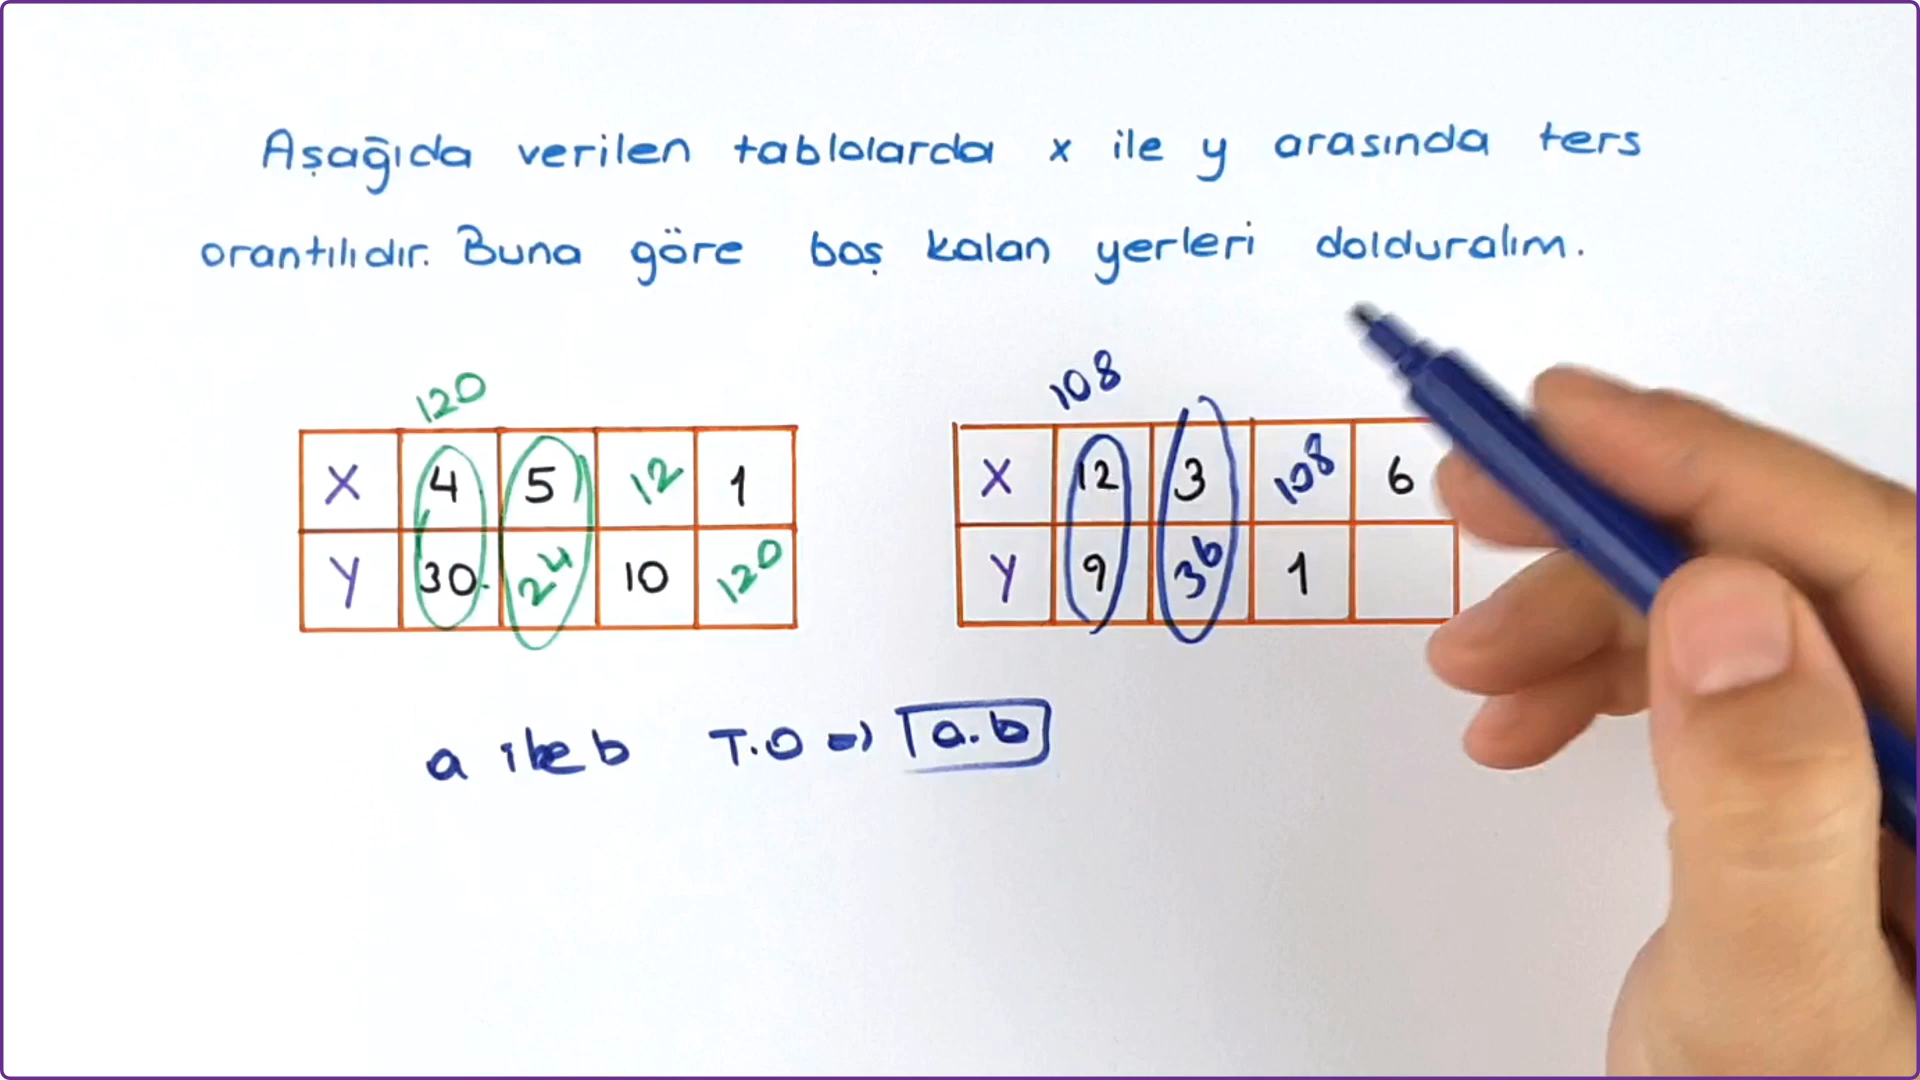 Aşağıda verilen tablolarda x ile y arasında ters
orantılıdır. Buna göre boş kalan yerleri dolduralım.
120
X 4 5 12 1
Y 30 24 10 120
108
X 12 3 108 6
Y 9 36 1
a ile b T.O => a.b